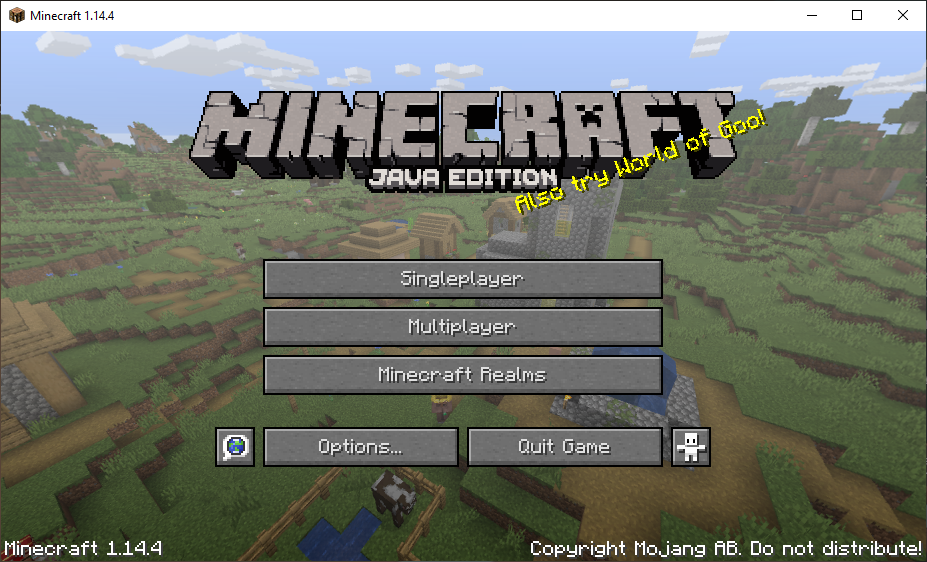 Minecraft 1.14.4
MINECRAFT
JAVA EDITION
Also try World of Goo!
Singleplayer
Multiplayer
Minecraft Realms
Options...
Quit Game
Minecraft 1.14.4
Copyright Mojang AB. Do not distribute!